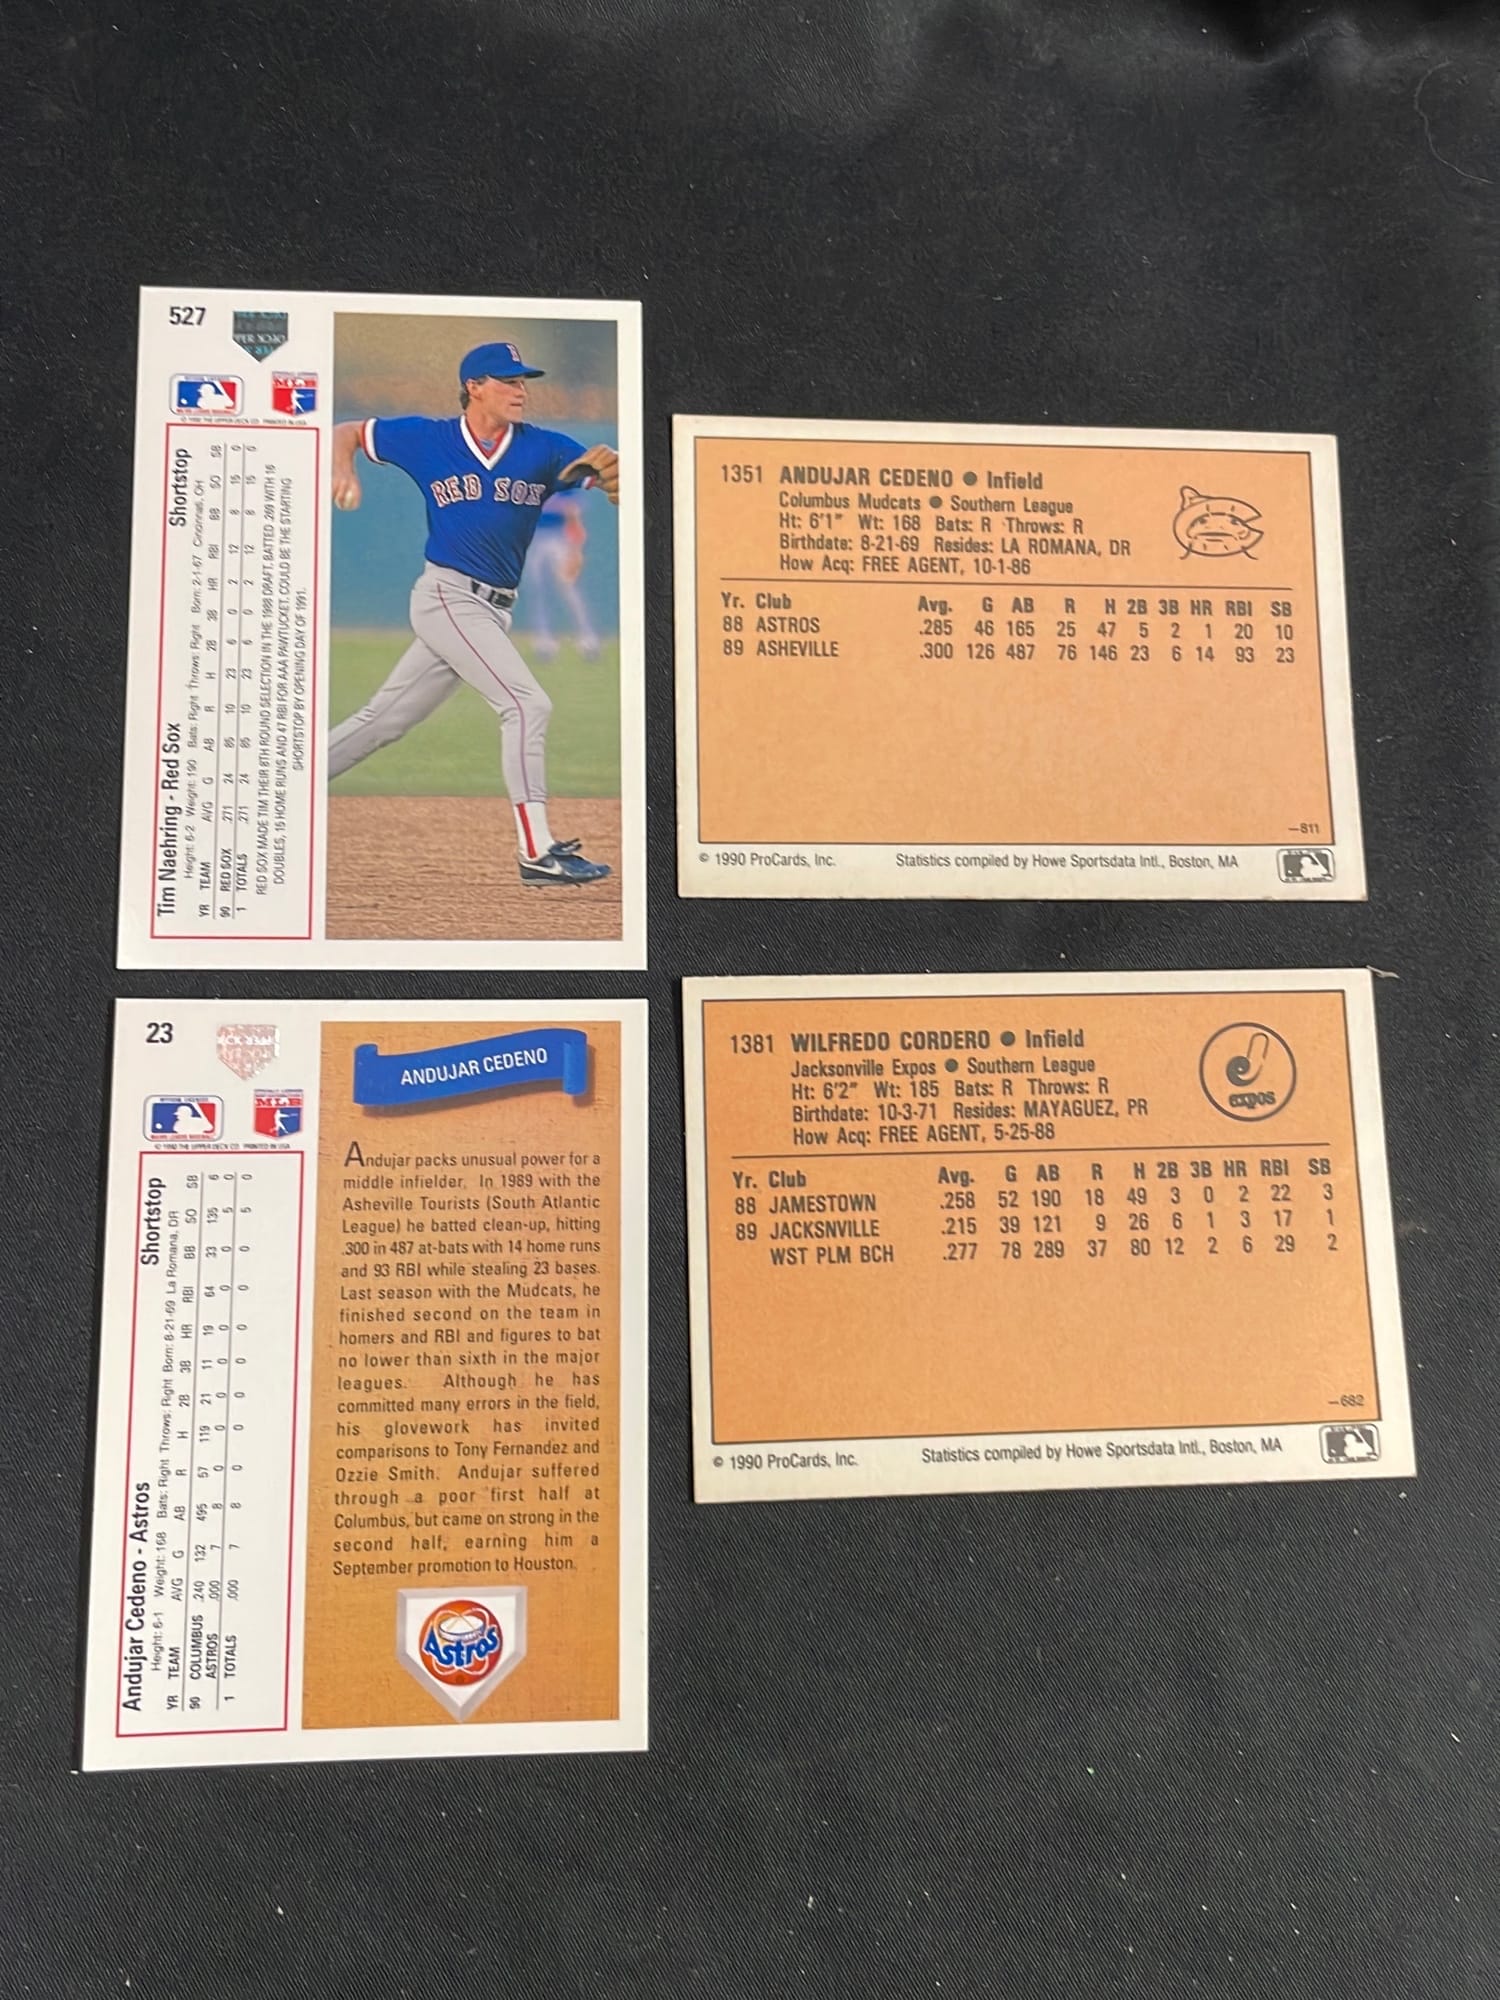 527
Tim Naehring - Red Sox Shortstop
Height: 6-2 Weight: 190 Bats: Right Throws: Right Born: 2-1-67 Cincinnati, OH
YR TEAM AVG G AB R H 2B 3B HR RBI BB SO SB
90 RED SOX .271 24 85 10 23 6 0 2 12 8 15 0
1 TOTALS .271 24 85 10 23 6 0 2 12 8 15 0
RED SOX MADE TIM THEIR 8TH ROUND SELECTION IN THE 1988 DRAFT. BATTED .269 WITH 16
DOUBLES, 15 HOME RUNS AND 47 RBI FOR AAA PAWTUCKET. COULD BE THE STARTING
SHORTSTOP BY OPENING DAY OF 1991.
MLB
RED SOX
1351 ANDUJAR CEDENO ● Infield
Columbus Mudcats ● Southern League
Ht: 6'1" Wt: 168 Bats: R Throws: R
Birthdate: 8-21-69 Resides: LA ROMANA, DR
How Acq: FREE AGENT, 10-1-86
Yr. Club Avg. G AB R H 2B 3B HR RBI SB
88 ASTROS .285 46 165 25 47 5 2 1 20 10
89 ASHEVILLE .300 126 487 76 146 23 6 14 93 23
—811
© 1990 ProCards, Inc. Statistics compiled by Howe Sportsdata Intl., Boston, MA
23
Andujar Cedeno - Astros Shortstop
Height: 6-1 Weight: 168 Bats: Right Throws: Right Born: 8-21-69 La Romana, DR
YR TEAM AVG G AB R H 2B 3B HR RBI BB SO SB
90 COLUMBUS .240 132 495 57 119 21 11 19 64 33 135 6
ASTROS .000 7 8 0 0 0 0 0 0 0 5 0
1 TOTALS .000 7 8 0 0 0 0 0 0 0 5 0
MLB
ANDUJAR CEDENO
Andujar packs unusual power for a
middle infielder. In 1989 with the
Asheville Tourists (South Atlantic
League) he batted clean-up, hitting
.300 in 487 at-bats with 14 home runs
and 93 RBI while stealing 23 bases.
Last season with the Mudcats, he
finished second on the team in
homers and RBI and figures to bat
no lower than sixth in the major
leagues. Although he has
committed many errors in the field,
his glovework has invited
comparisons to Tony Fernandez and
Ozzie Smith. Andujar suffered
through a poor first half at
Columbus, but came on strong in the
second half, earning him a
September promotion to Houston.
Astros
1381 WILFREDO CORDERO ● Infield
Jacksonville Expos ● Southern League
Ht: 6'2" Wt: 185 Bats: R Throws: R
Birthdate: 10-3-71 Resides: MAYAGUEZ, PR
How Acq: FREE AGENT, 5-25-88
expos
Yr. Club Avg. G AB R H 2B 3B HR RBI SB
88 JAMESTOWN .258 52 190 18 49 3 0 2 22 3
89 JACKSNVILLE .215 39 121 9 26 6 1 3 17 1
WST PLM BCH .277 78 289 37 80 12 2 6 29 2
—682
© 1990 ProCards, Inc. Statistics compiled by Howe Sportsdata Intl., Boston, MA